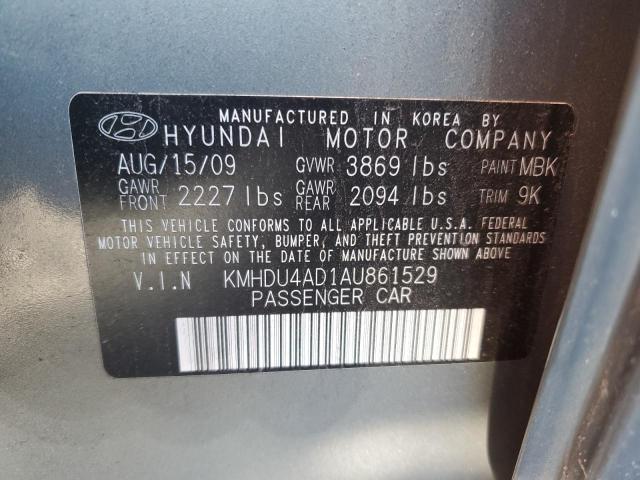 MANUFACTURED IN KOREA BY
HYUNDAI MOTOR COMPANY
AUG/15/09 GVWR 3869 lbs PAINT MBK
GAWR FRONT 2227 lbs GAWR REAR 2094 lbs TRIM 9K
THIS VEHICLE CONFORMS TO ALL APPLICABLE U.S.A. FEDERAL
MOTOR VEHICLE SAFETY, BUMPER, AND THEFT PREVENTION STANDARDS
IN EFFECT ON THE DATE OF MANUFACTURE SHOWN ABOVE
V.I.N KMHDU4AD1AU861529
PASSENGER CAR